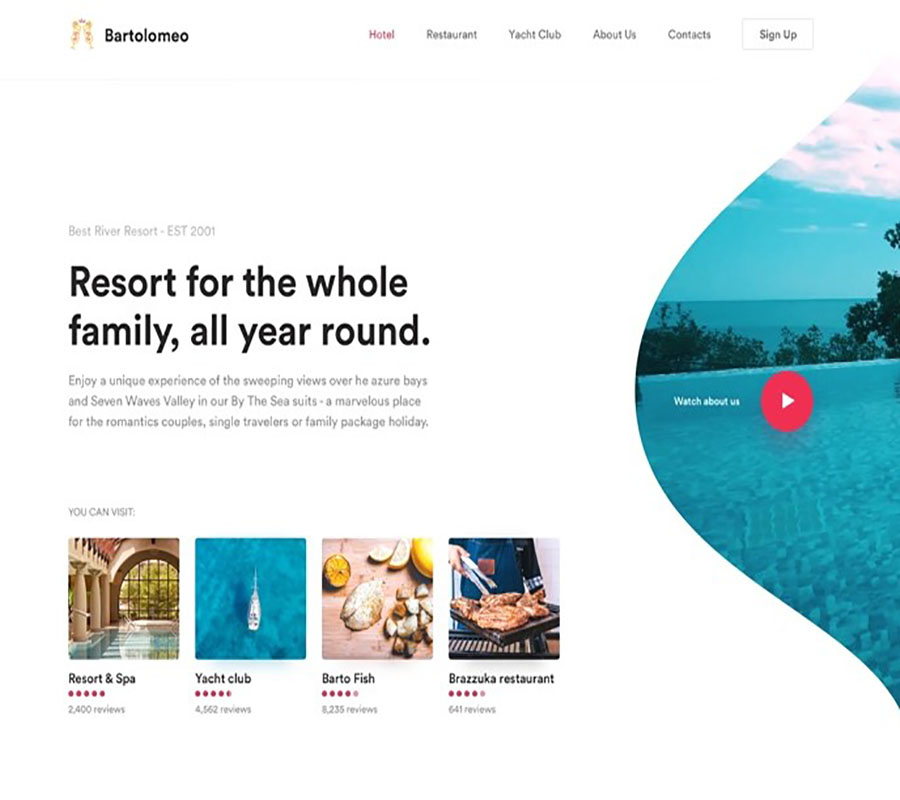 Bartolomeo
Hotel Restaurant Yacht Club About Us Contacts Sign Up
Best River Resort - EST 2001
Resort for the whole
family, all year round.
Enjoy a unique experience of the sweeping views over he azure bays
and Seven Waves Valley in our By The Sea suits - a marvelous place
for the romantics couples, single travelers or family package holiday.
Watch about us
YOU CAN VISIT:
Resort & Spa
2,400 reviews
Yacht club
4,562 reviews
Barto Fish
8,235 reviews
Brazzuka restaurant
641 reviews